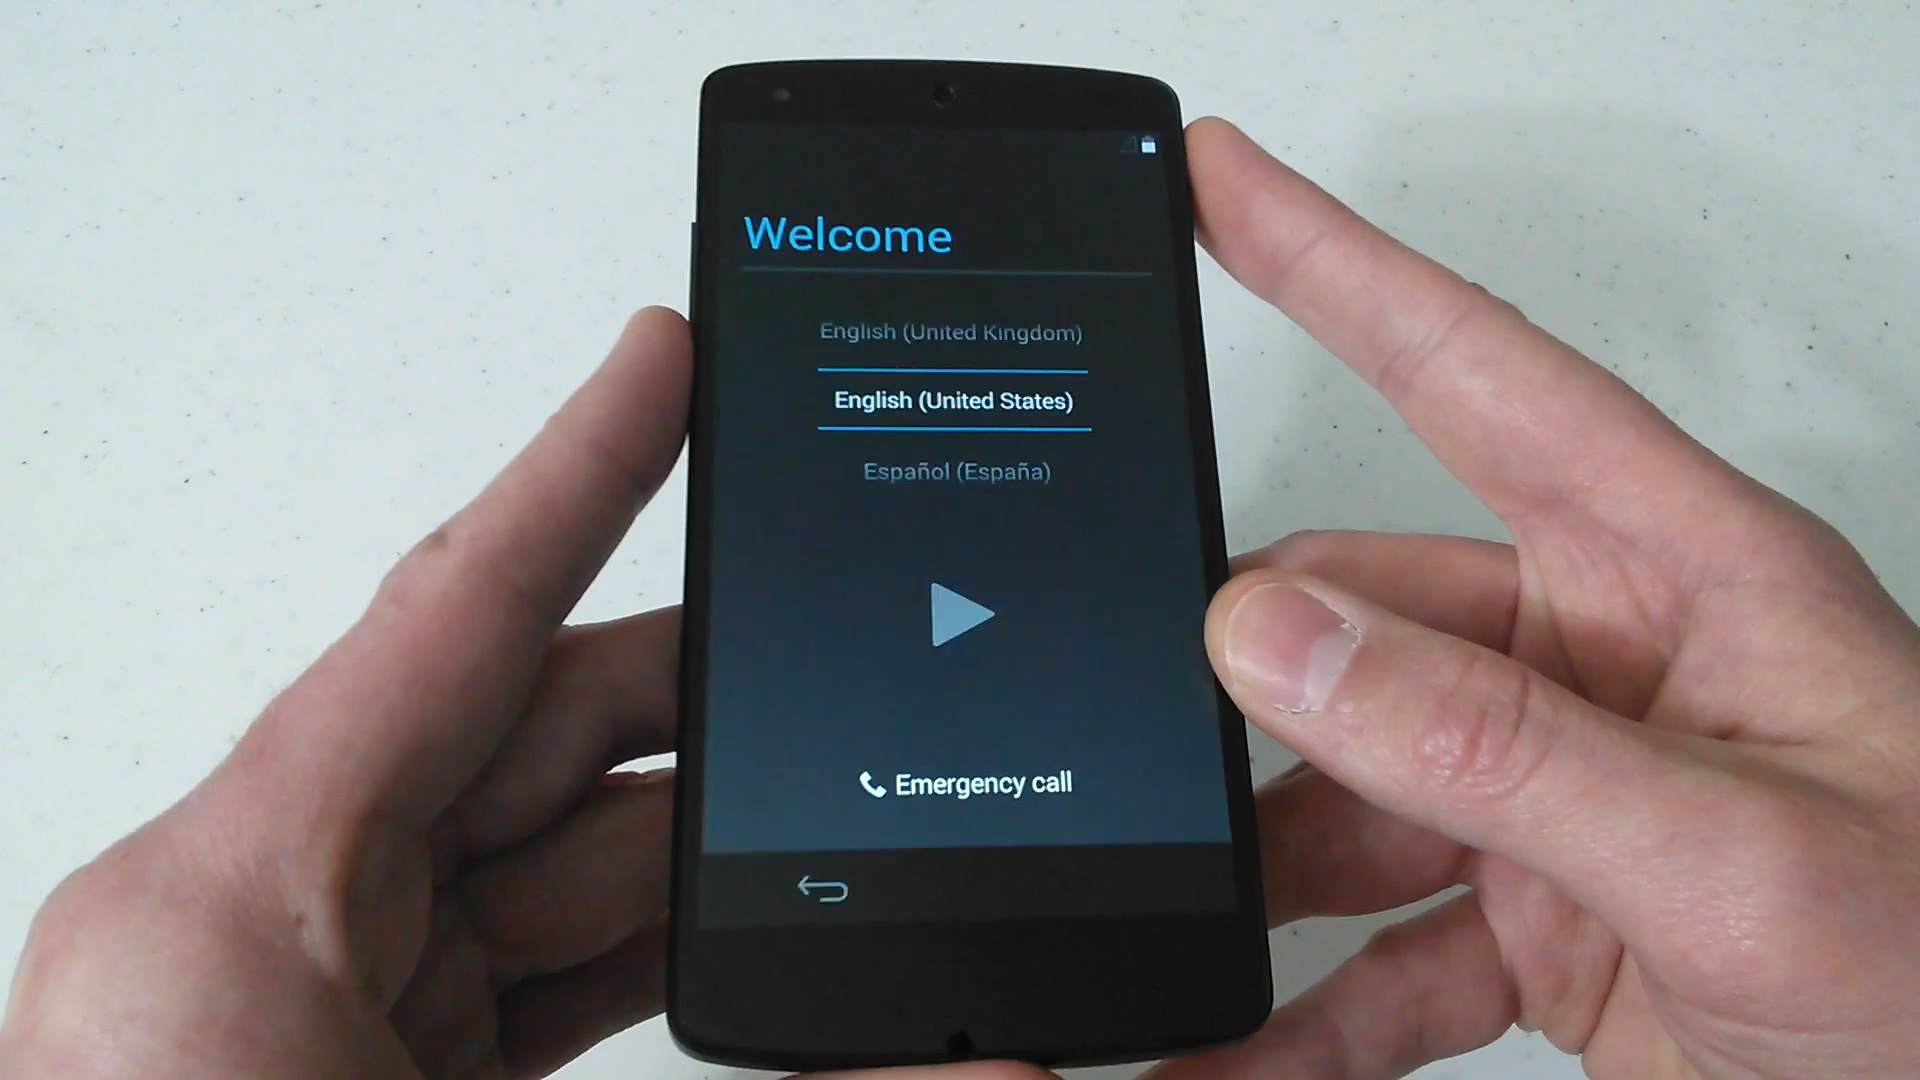 Welcome
English (United Kingdom)
English (United States)
Español (España)
Emergency call